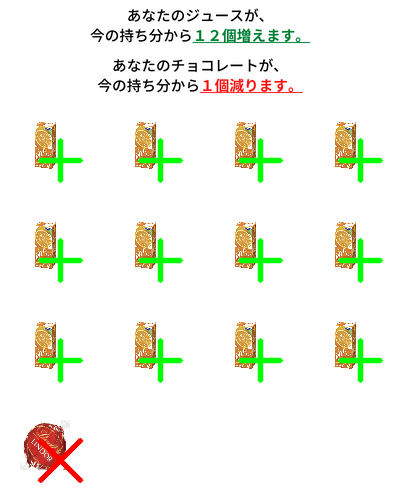 あなたのジュースが、
今の持ち分から１２個増えます。
あなたのチョコレートが、
今の持ち分から１個減ります。
LINDOR